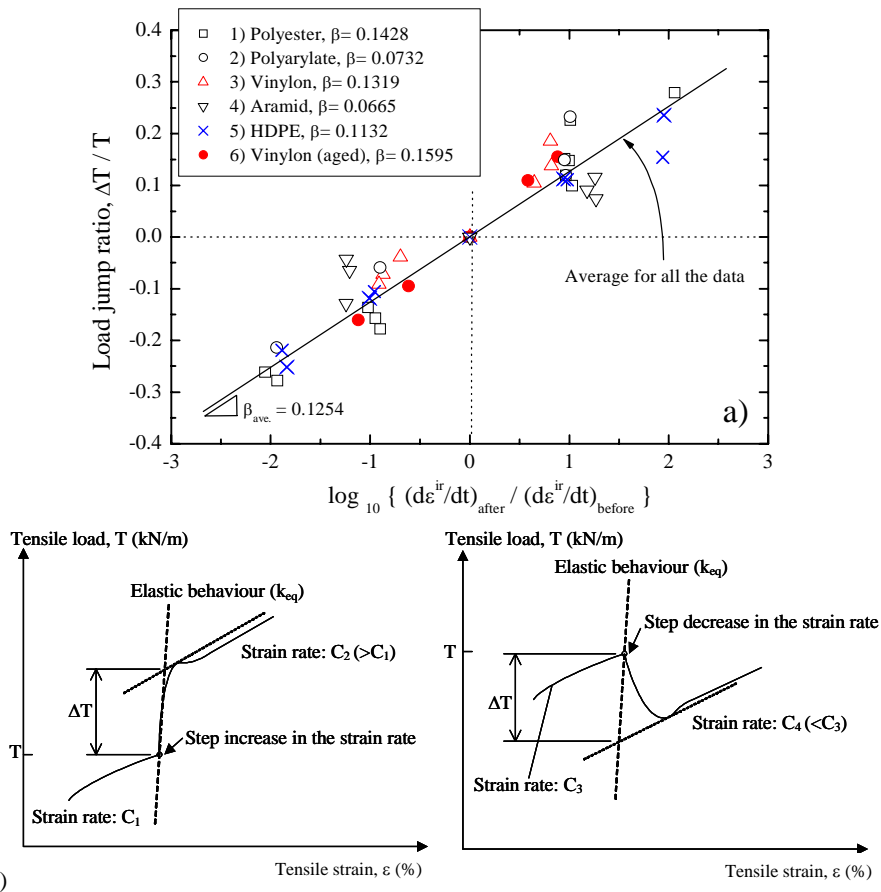 0.4
0.3
0.2
0.1
0.0
-0.1
-0.2
-0.3
-0.4
Load jump ratio, ΔT / T
1) Polyester, β= 0.1428
2) Polyarylate, β= 0.0732
3) Vinylon, β= 0.1319
4) Aramid, β= 0.0665
5) HDPE, β= 0.1132
6) Vinylon (aged), β= 0.1595
Average for all the data
β_ave. = 0.1254
a)
-3 -2 -1 0 1 2 3
log ₁₀ { (dε^ir/dt)_after / (dε^ir/dt)_before }
Tensile load, T (kN/m)
Elastic behaviour (k_eq)
Strain rate: C₂ (>C₁)
ΔT
T
Step increase in the strain rate
Strain rate: C₁
Tensile strain, ε (%)
)
Tensile load, T (kN/m)
Elastic behaviour (k_eq)
Step decrease in the strain rate
T
ΔT
Strain rate: C₄ (<C₃)
Strain rate: C₃
Tensile strain, ε (%)